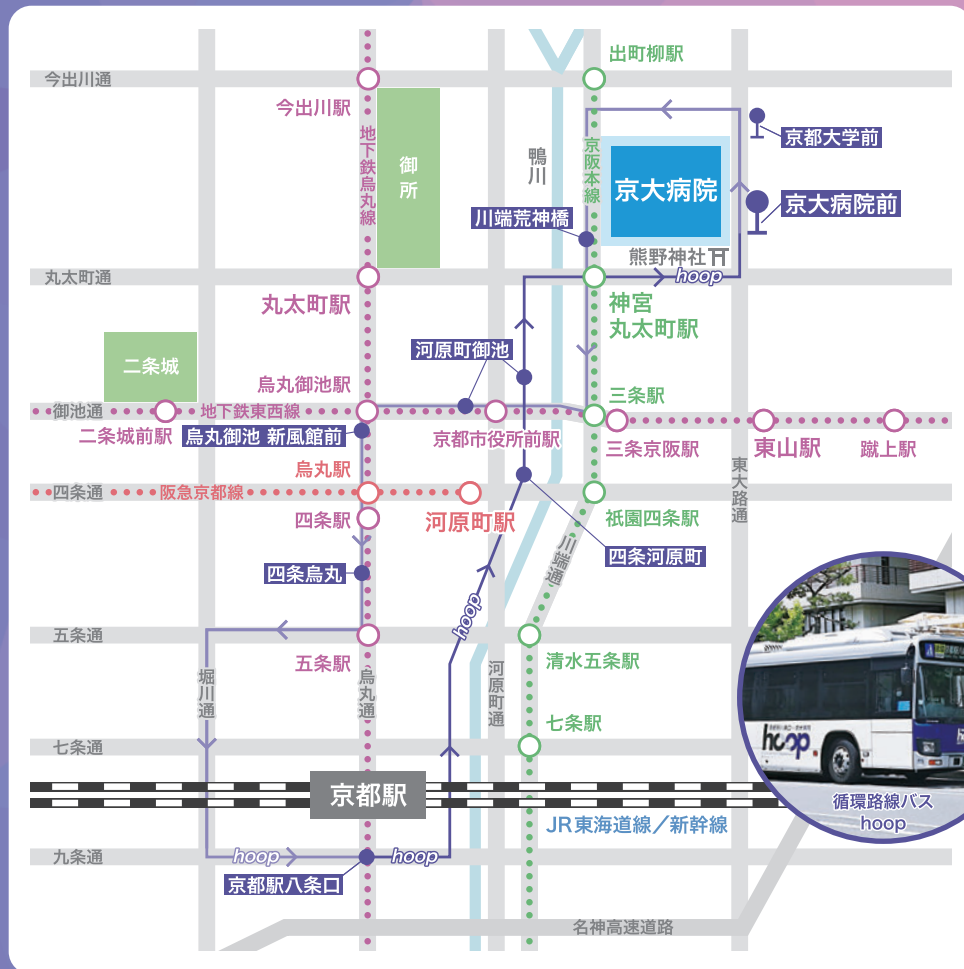 出町柳駅
今出川通
今出川駅
地下鉄烏丸線
御所
鴨川
京阪本線
京大病院
京都大学前
京大病院前
川端荒神橋
熊野神社
丸太町通
hoop
丸太町駅
神宮
丸太町駅
二条城
河原町御池
烏丸御池駅
三条駅
御池通
地下鉄東西線
二条城前駅
烏丸御池 新風館前
京都市役所前駅
三条京阪駅
東山駅
蹴上駅
烏丸駅
東大路通
四条通
阪急京都線
四条駅
河原町駅
祇園四条駅
川端通
四条河原町
四条烏丸
hoop
五条通
五条駅
清水五条駅
堀川通
烏丸通
河原町通
七条駅
七条通
hoop
京都駅
循環路線バス
hoop
JR東海道線／新幹線
九条通
hoop
hoop
京都駅八条口
名神高速道路